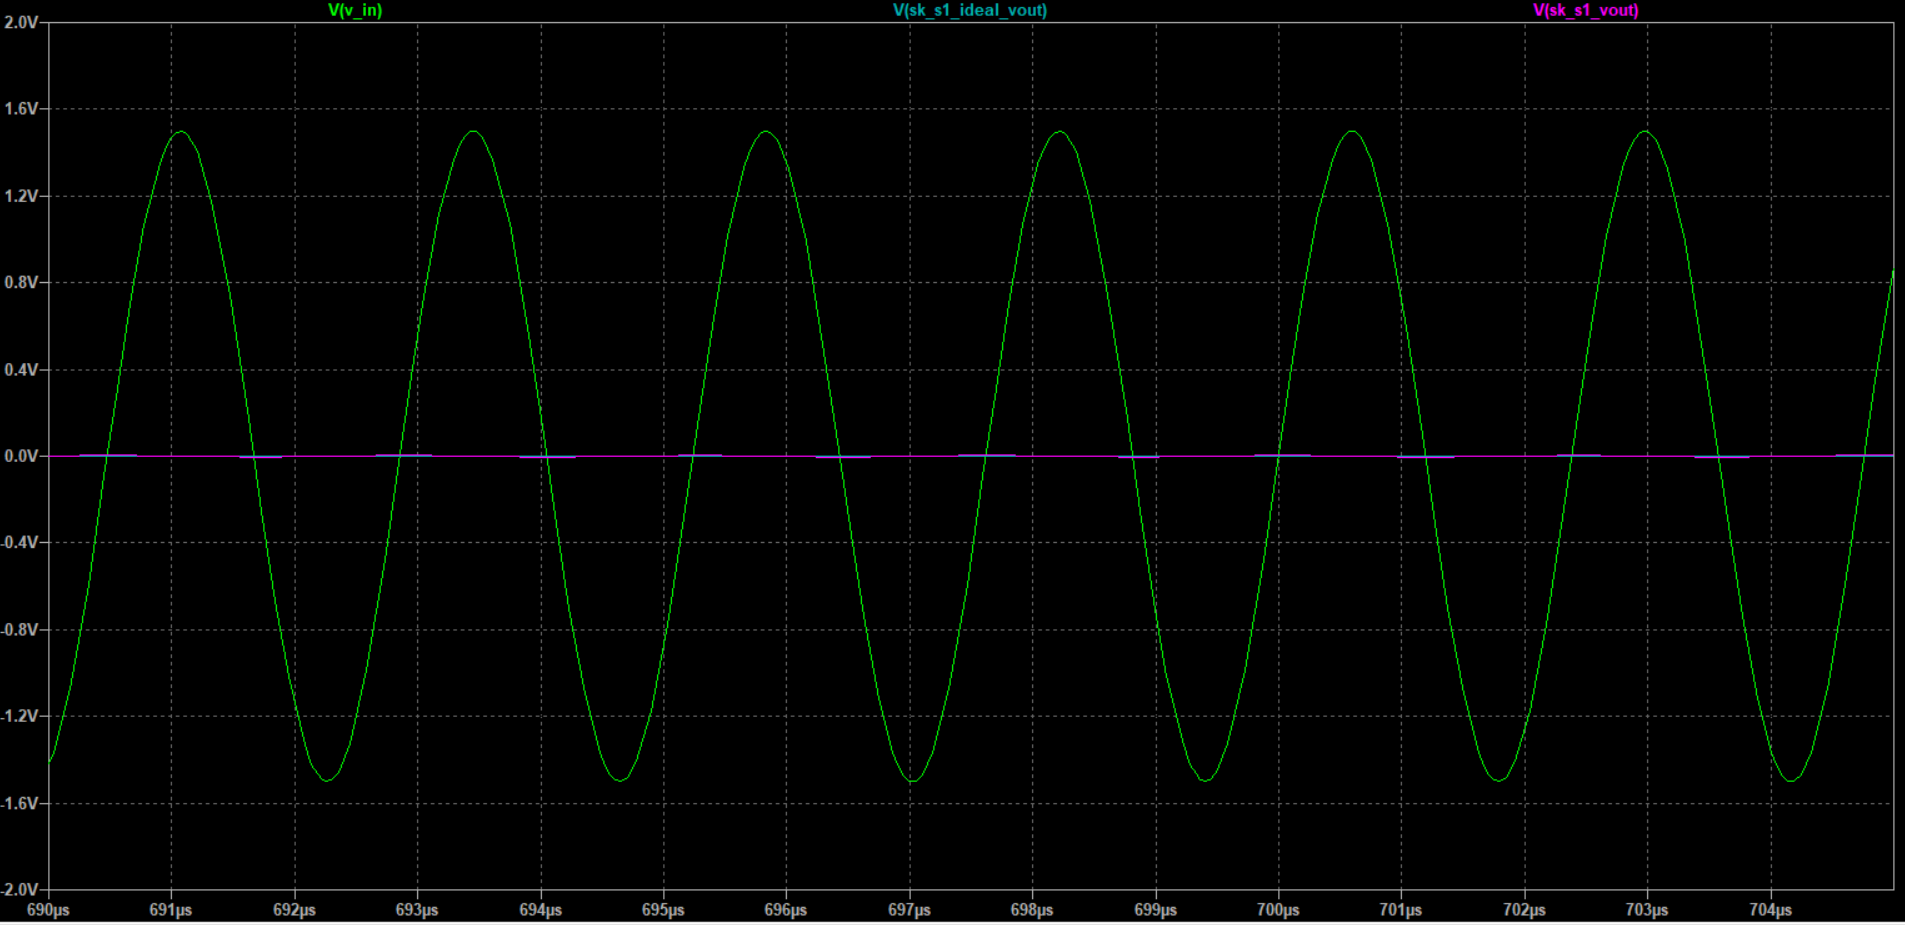 V(v_in) V(sk_s1_ideal_vout) V(sk_s1_vout)
2.0V
1.6V
1.2V
0.8V
0.4V
0.0V
-0.4V
-0.8V
-1.2V
-1.6V
-2.0V
690µs 691µs 692µs 693µs 694µs 695µs 696µs 697µs 698µs 699µs 700µs 701µs 702µs 703µs 704µs